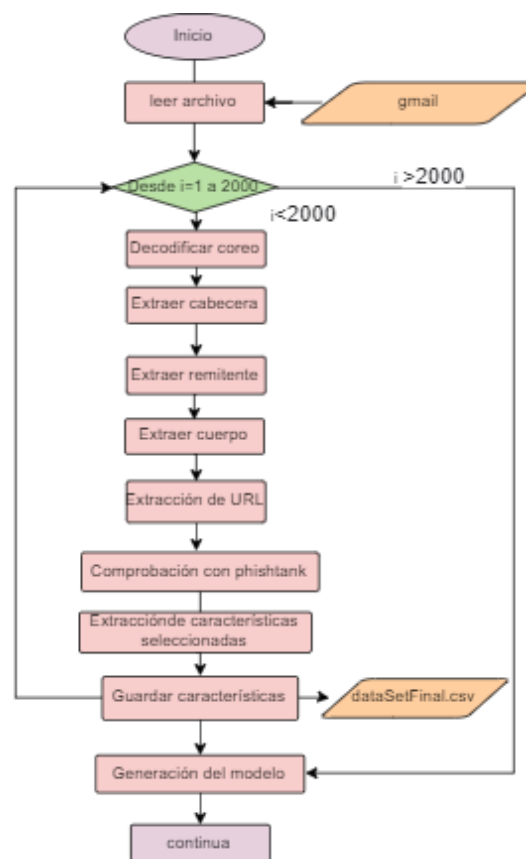 Inicio
leer archivo
gmail
Desde i=1 a 2000
i >2000
i<2000
Decodificar coreo
Extraer cabecera
Extraer remitente
Extraer cuerpo
Extracción de URL
Comprobación con phishtank
Extracciónde características
seleccionadas
Guardar características
dataSetFinal.csv
Generación del modelo
continua